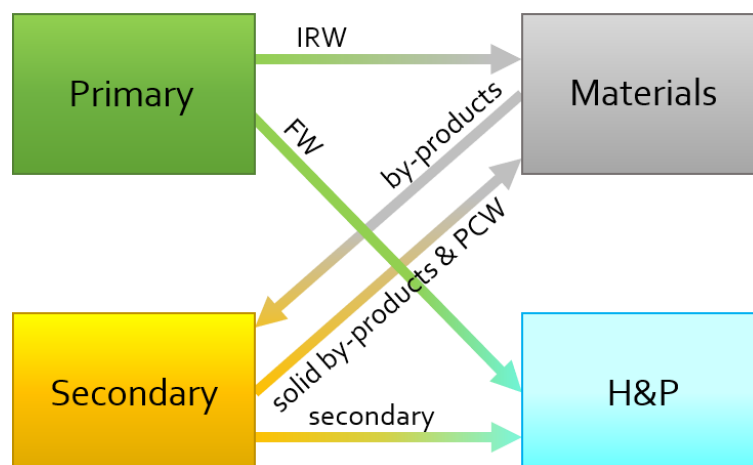 IRW
Primary
Materials
by-products
FW
solid by-products & PCW
Secondary
secondary
H&P